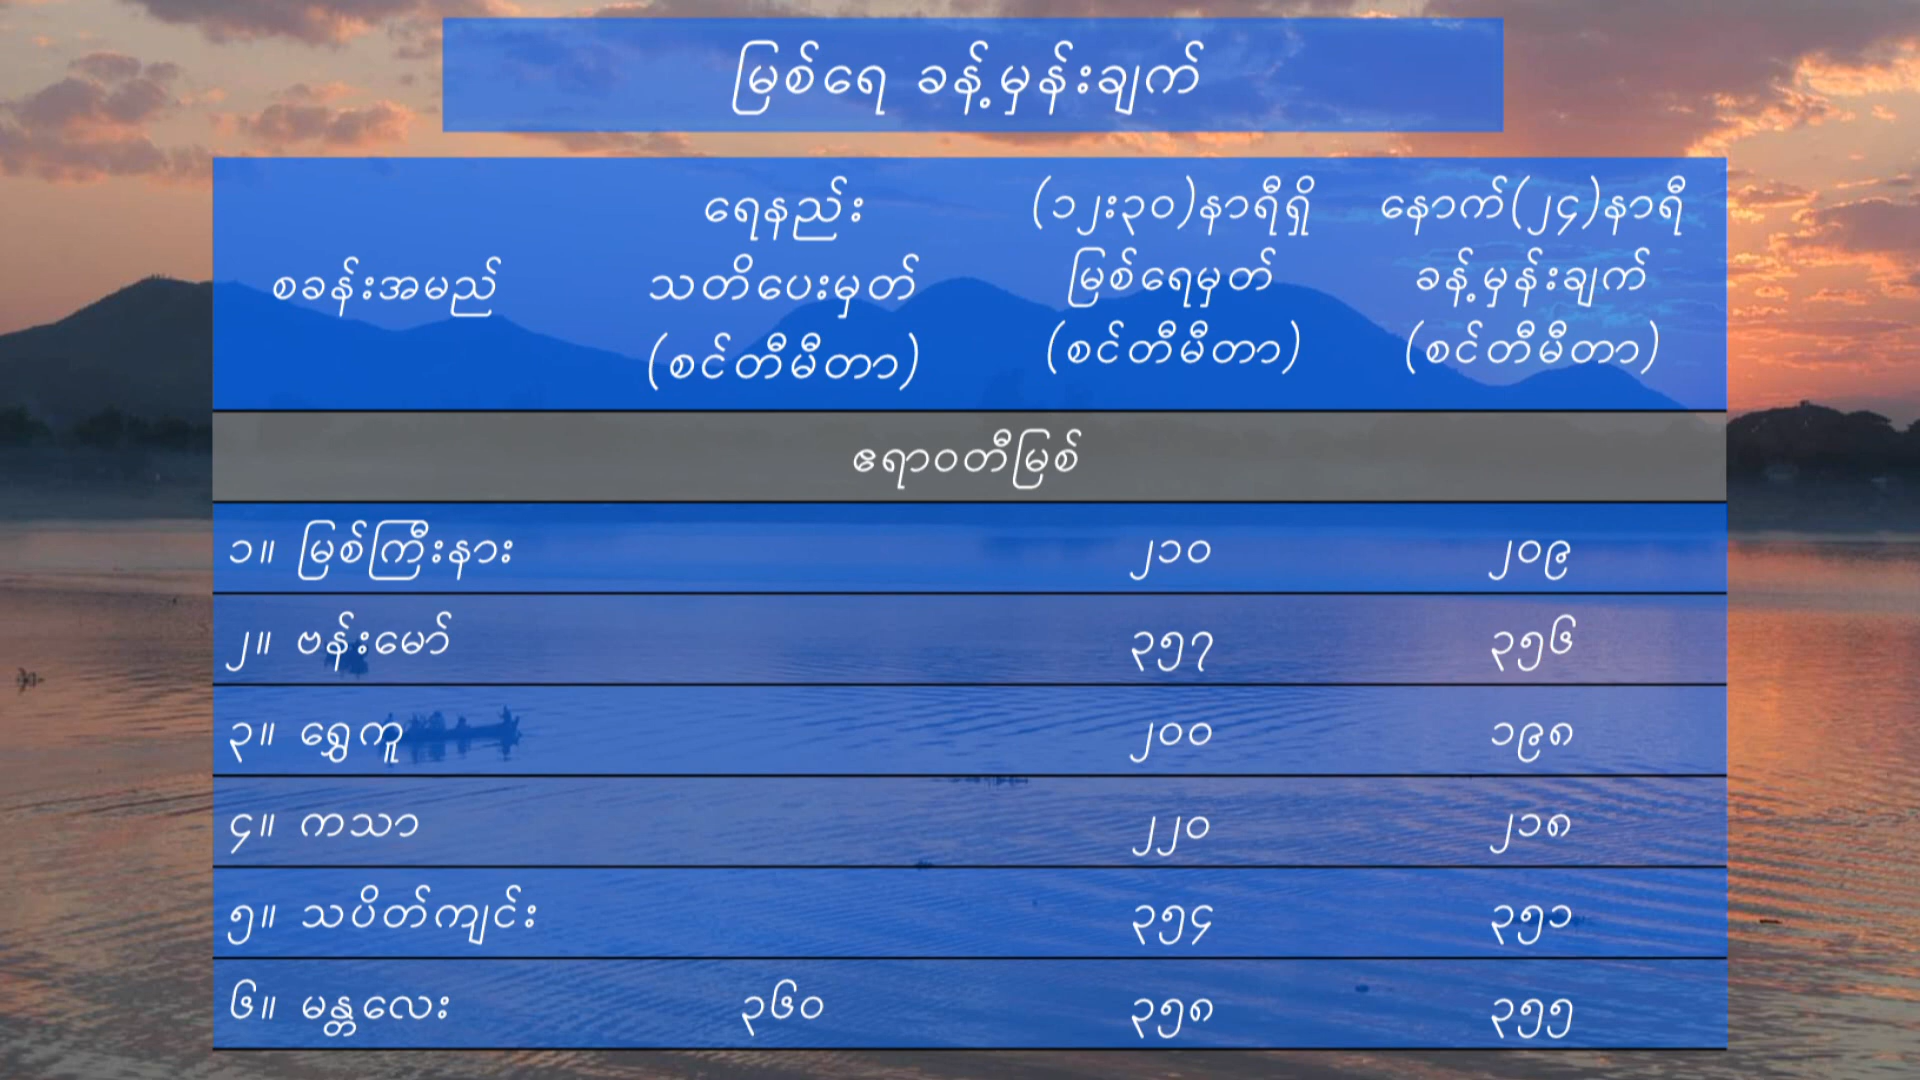 မြစ်ရေ ခန့်မှန်းချက်
စခန်းအမည်
ရေနည်း
သတိပေးမှတ်
(စင်တီမီတာ)
(၁၂း၃၀)နာရီရှိ
မြစ်ရေမှတ်
(စင်တီမီတာ)
နောက်(၂၄)နာရီ
ခန့်မှန်းချက်
(စင်တီမီတာ)
ဧရာဝတီမြစ်
၁။ မြစ်ကြီးနား ၂၁၀ ၂၀၉
၂။ ဗန်းမော် ၃၅၇ ၃၅၆
၃။ ရွှေကူ ၂၀၀ ၁၉၈
၄။ ကသာ ၂၂၀ ၂၁၈
၅။ သပိတ်ကျင်း ၃၅၄ ၃၅၁
၆။ မန္တလေး ၃၆၀ ၃၅၈ ၃၅၅